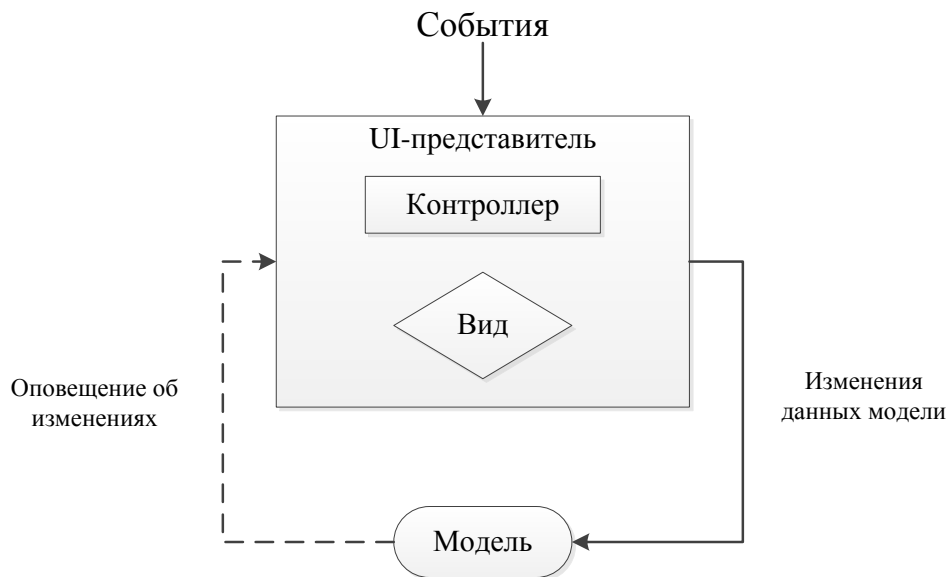 События
UI-представитель
Контроллер
Вид
Оповещение об
изменениях
Изменения
данных модели
Модель